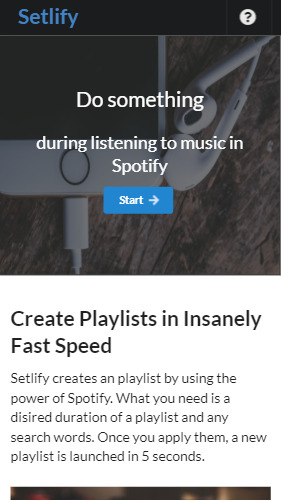 Setlify
Do something
during listening to music in
Spotify
Start
Create Playlists in Insanely
Fast Speed
Setlify creates an playlist by using the
power of Spotify. What you need is a
disired duration of a playlist and any
search words. Once you apply them, a new
playlist is launched in 5 seconds.